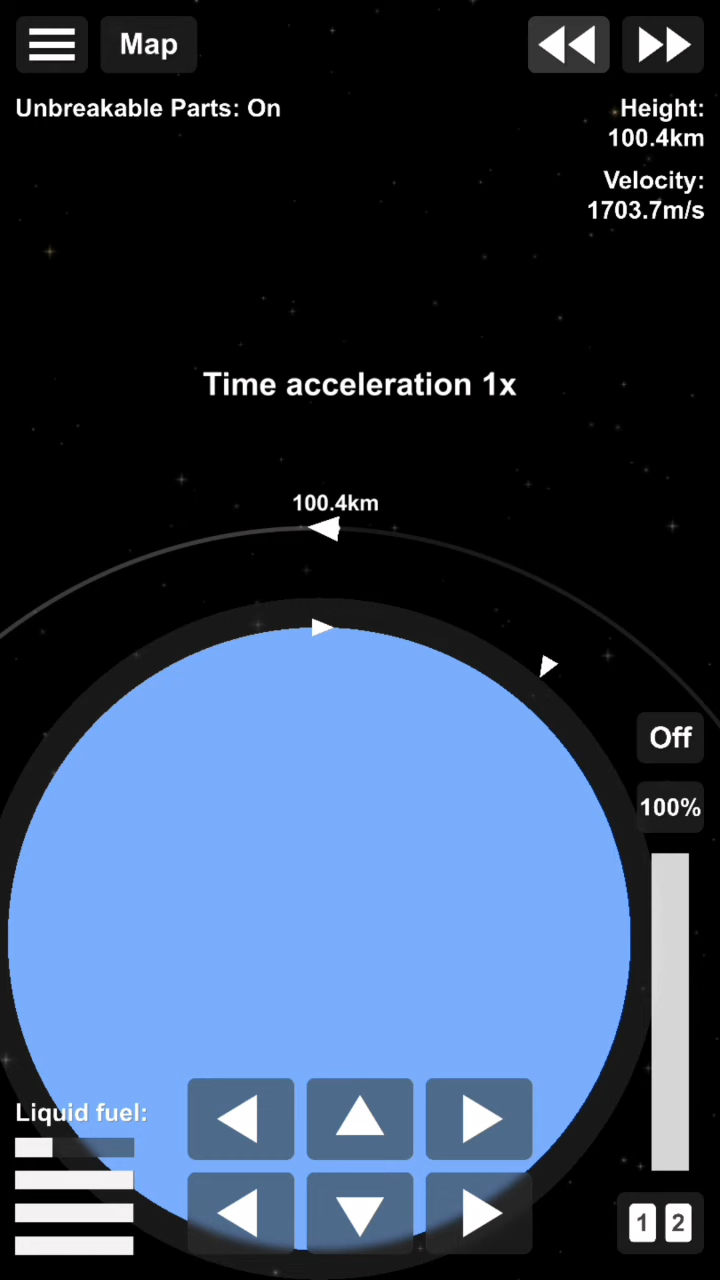 Map
Unbreakable Parts: On
Height:
100.4km
Velocity:
1703.7m/s
Time acceleration 1x
100.4km
Off
100%
Liquid fuel:
1 2